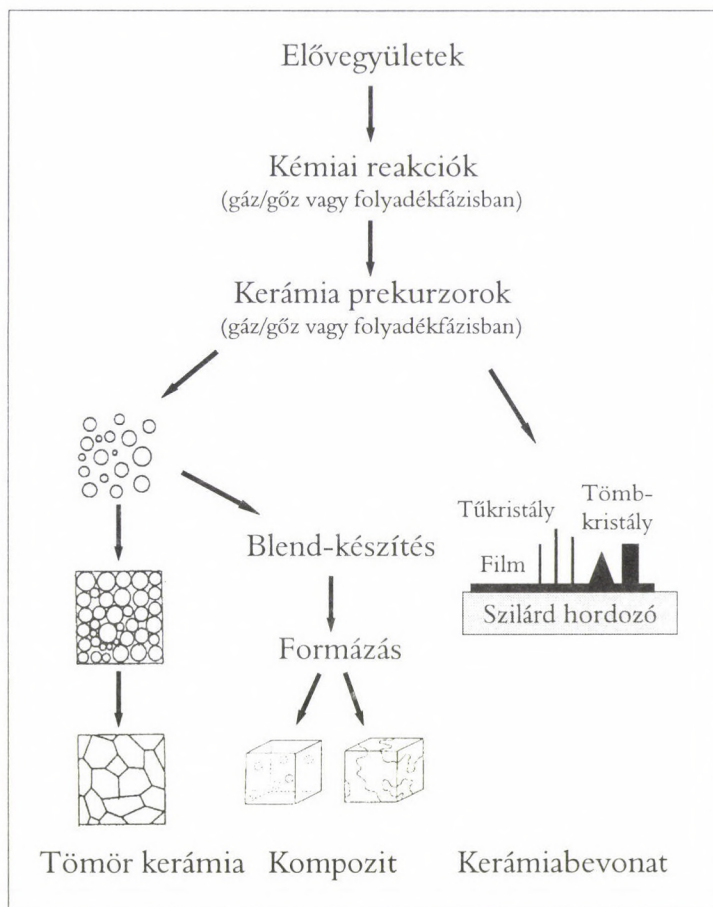 Elővegyületek
Kémiai reakciók
(gáz/gőz vagy folyadékfázisban)
Kerámia prekurzorok
(gáz/gőz vagy folyadékfázisban)
Blend-készítés
Formázás
Tűkristály
Tömb-
kristály
Film
Szilárd hordozó
Tömör kerámia
Kompozit
Kerámiabevonat